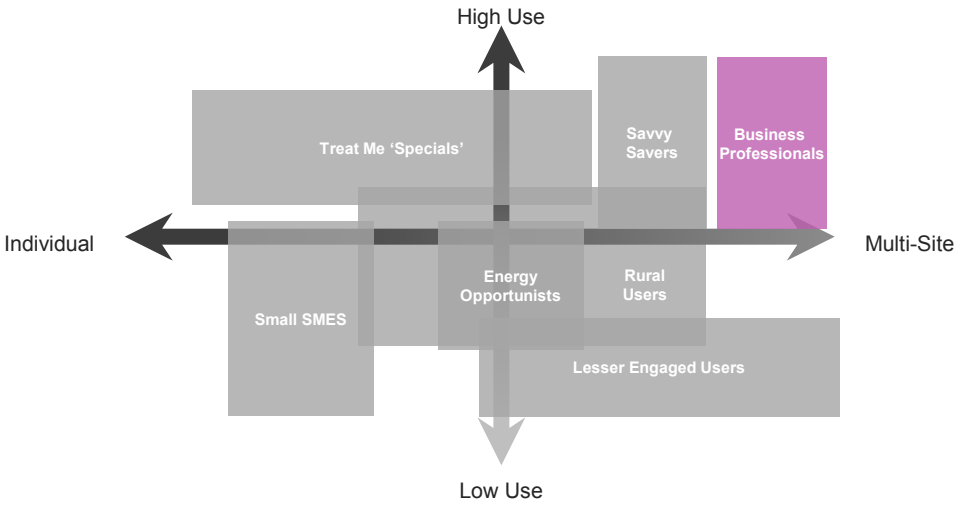 High Use
Treat Me ‘Specials’
Savvy
Savers
Business
Professionals
Individual
Multi-Site
Energy
Opportunists
Rural
Users
Small SMES
Lesser Engaged Users
Low Use